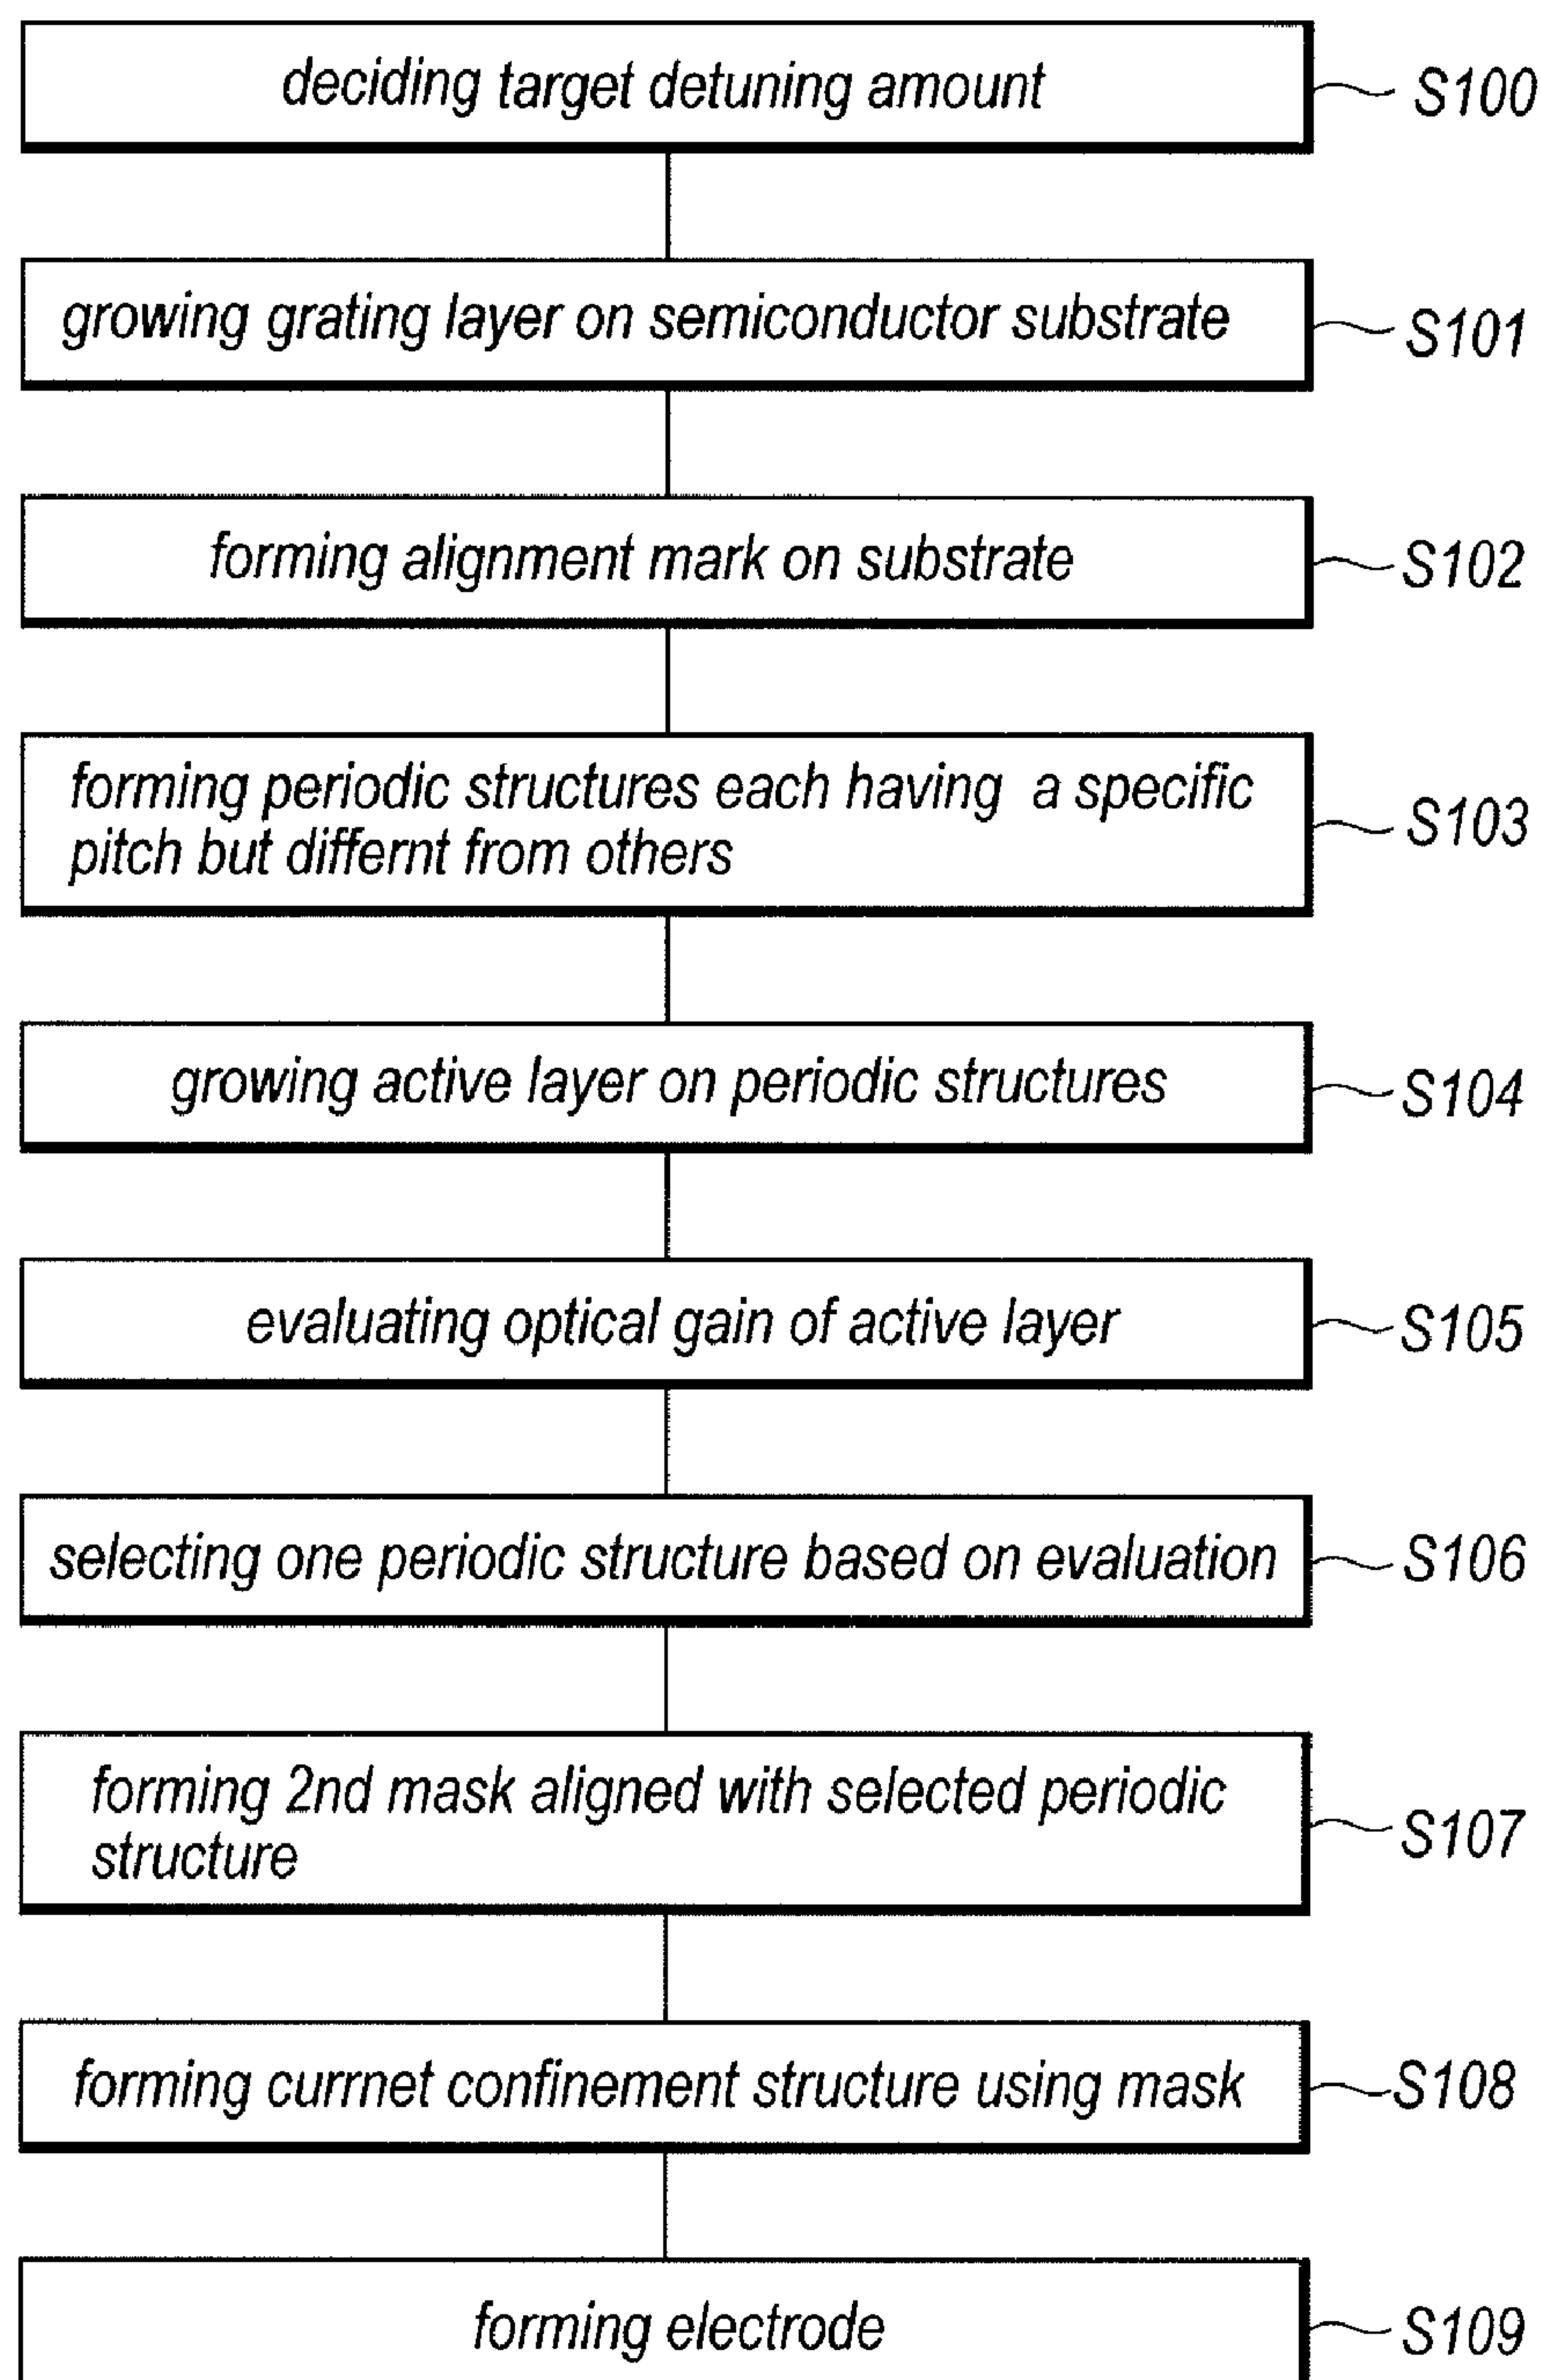 deciding target detuning amount
S100
growing grating layer on semiconductor substrate
S101
forming alignment mark on substrate
S102
forming periodic structures each having a specific
pitch but differnt from others
S103
growing active layer on periodic structures
S104
evaluating optical gain of active layer
S105
selecting one periodic structure based on evaluation
S106
forming 2nd mask aligned with selected periodic
structure
S107
forming currnet confinement structure using mask
S108
forming electrode
S109